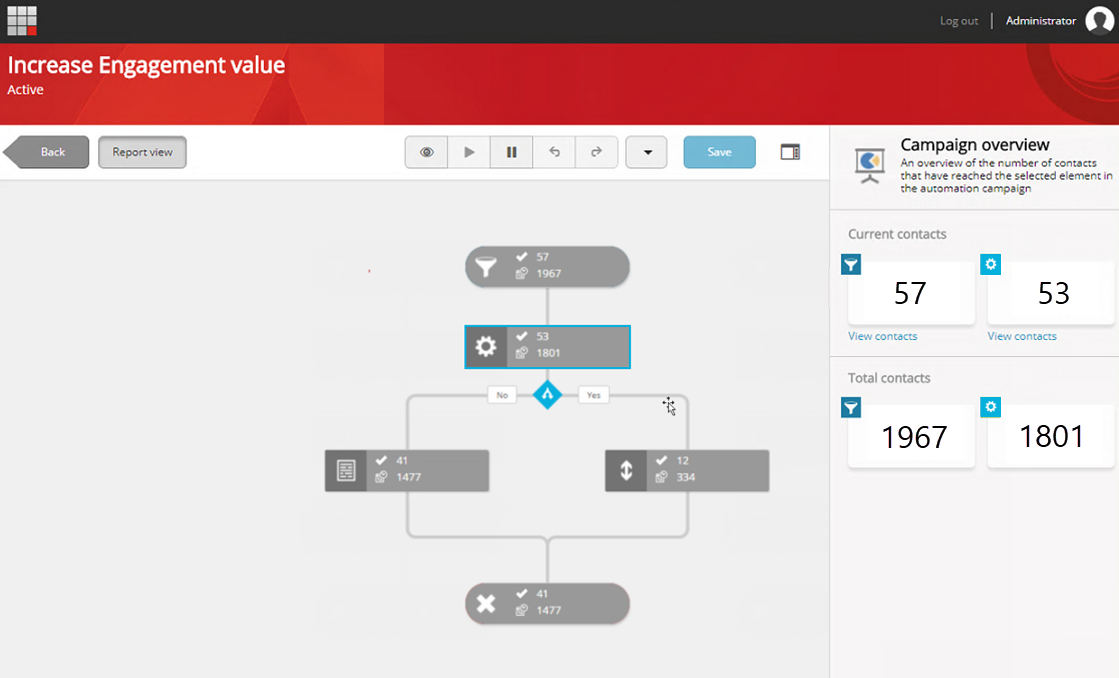 Log out
Administrator
Increase Engagement value
Active
Back
Report view
Save
Campaign overview
An overview of the number of contacts
that have reached the selected element in
the automation campaign
57
1967
53
1801
No
Yes
41
1477
12
334
41
1477
Current contacts
57
53
View contacts
View contacts
Total contacts
1967
1801